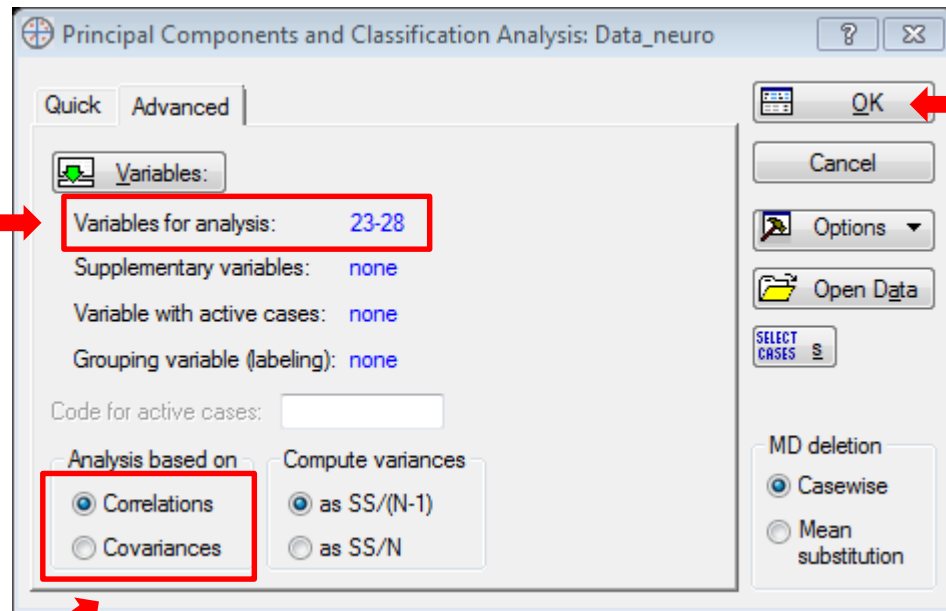 Principal Components and Classification Analysis: Data_neuro
Quick Advanced
Variables:
Variables for analysis: 23-28
Supplementary variables: none
Variable with active cases: none
Grouping variable (labeling): none
Code for active cases:
Analysis based on
Correlations
Covariances
Compute variances
as SS/(N-1)
as SS/N
OK
Cancel
Options
Open Data
SELECT
CASES S
MD deletion
Casewise
Mean
substitution